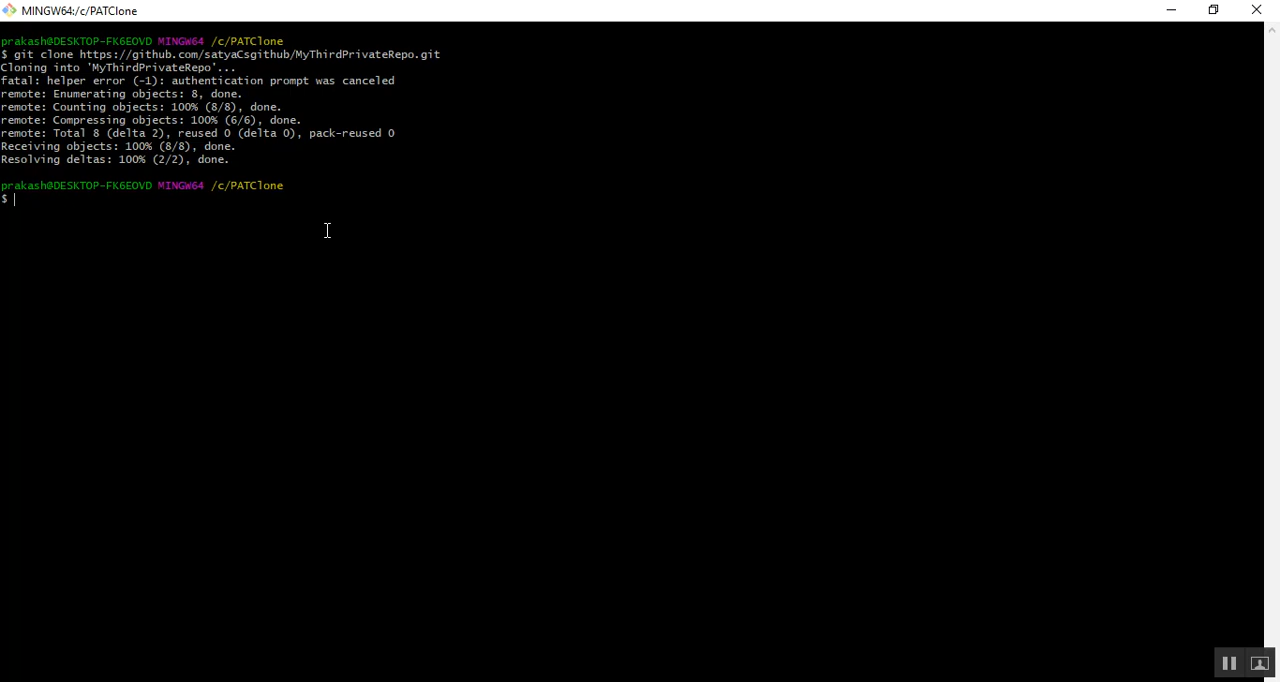 MINGW64:/c/PATClone
prakash@DESKTOP-FK6EOVD MINGW64 /c/PATClone
$ git clone https://github.com/satyaCsgithub/MyThirdPrivateRepo.git
Cloning into 'MyThirdPrivateRepo'...
fatal: helper error (-1): authentication prompt was canceled
remote: Enumerating objects: 8, done.
remote: Counting objects: 100% (8/8), done.
remote: Compressing objects: 100% (6/6), done.
remote: Total 8 (delta 2), reused 0 (delta 0), pack-reused 0
Receiving objects: 100% (8/8), done.
Resolving deltas: 100% (2/2), done.
prakash@DESKTOP-FK6EOVD MINGW64 /c/PATClone
$